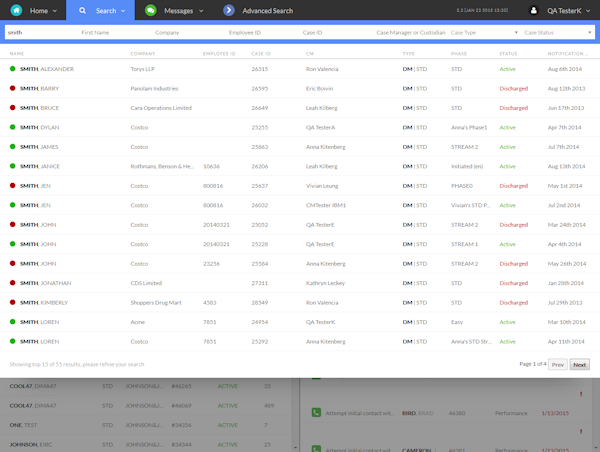 Home Search Messages Advanced Search QA TesterK
smith First Name Company Employee ID Case ID Case Manager or Custodian Case Type Case Status
NAME COMPANY EMPLOYEE ID CASE ID CM TYPE PHASE STATUS NOTIFICATION ...
SMITH, ALEXANDER Torys LLP 26315 Ron Valencia DM | STD STD Active Aug 6th 2014
SMITH, BARRY Panolam Industries 26595 Eric Boivin DM | STD STD Discharged Aug 12th 2013
SMITH, BRUCE Cara Operations Limited 26649 Leah Kilberg DM | STD STD Discharged Jun 17th 2013
SMITH, DYLAN Costco 25255 QA TesterA DM | STD Anna's Phase1 Active Apr 7th 2014
SMITH, JAMES Costco 25863 Anna Kitenberg DM | STD STREAM 2 Active Jul 7th 2014
SMITH, JANICE Rothmans, Benson & He... 10636 26206 Leah Kilberg DM | STD Initiated (en) Active Aug 13th 2014
SMITH, JEN Costco 800816 25637 Vivian Leung DM | STD PHASE0 Discharged May 1st 2014
SMITH, JEN Costco 800816 26032 CMTester IBM1 DM | STD Vivian's STD P... Active Jul 2nd 2014
SMITH, JOHN Costco 20140321 25052 QA TesterE DM | STD STREAM 2 Discharged Mar 24th 2014
SMITH, JOHN Costco 20140321 25228 QA TesterE DM | STD STREAM 1 Active Apr 4th 2014
SMITH, JOHN Costco 23256 25584 Anna Kitenberg DM | STD STREAM 2 Discharged May 26th 2014
SMITH, JONATHAN CDS Limited 27311 Kathryn Leckey DM | STD STD Discharged Jan 28th 2014
SMITH, KIMBERLY Shoppers Drug Mart 4583 28549 Ron Valencia DM | STD STD Discharged Jul 29th 2013
SMITH, LOREN Acme 7851 24954 QA TesterK DM | STD Easy Active Mar 10th 2014
SMITH, LOREN Costco 7851 25292 Anna Kitenberg DM | STD Anna's STD Str... Active Apr 11th 2014
Showing top 15 of 55 results, please refine your search Page 1 of 4 Prev Next
COOL47, DIMA47 STD JOHNSON&J... #46265 ACTIVE
COOL47, DIMA47 STD JOHNSON&J... #46069 ACTIVE 489
Attempt initial contact wit... BIRD, BRAD 46380 Performance 1/13/2015
ONE, TEST STD JOHNSON&J... #34256 ACTIVE 7
JOHNSON, ERIC STD JOHNSON&J... #34344 ACTIVE 25
Attempt initial contact wit... Performance 1/13/2015